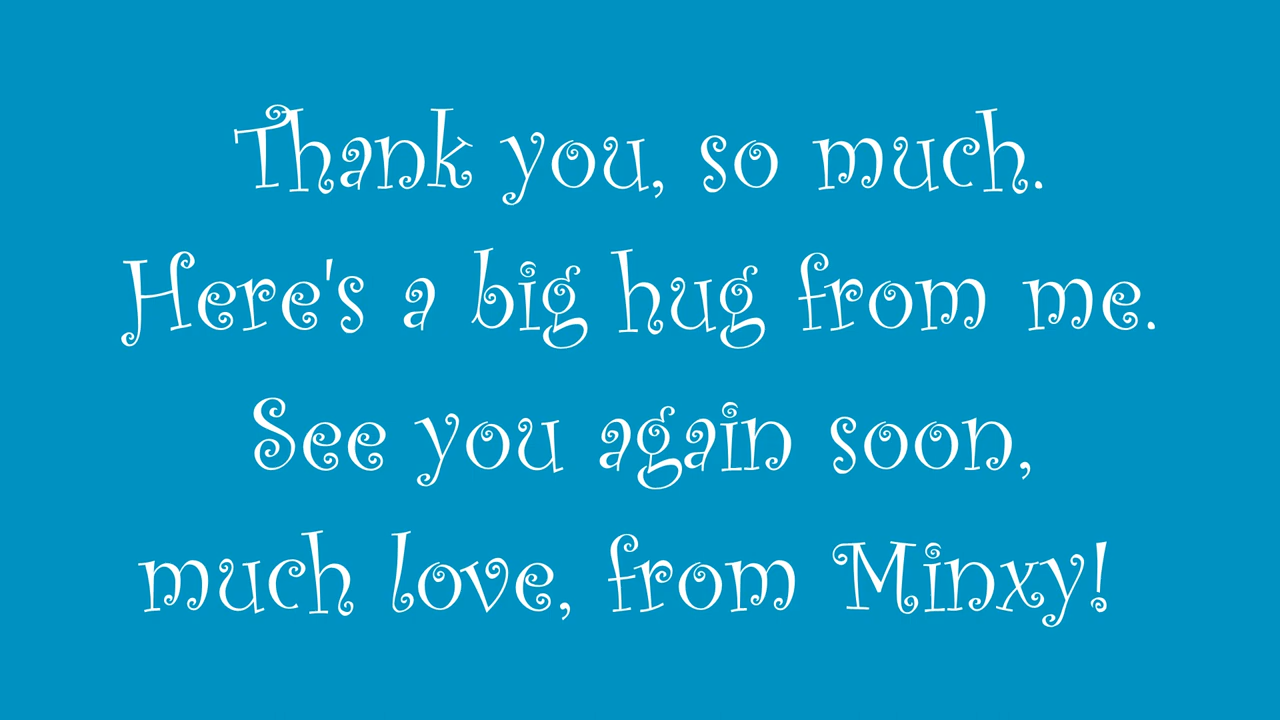 Thank you, so much.
Here's a big hug from me.
See you again soon,
much love, from Minxy!